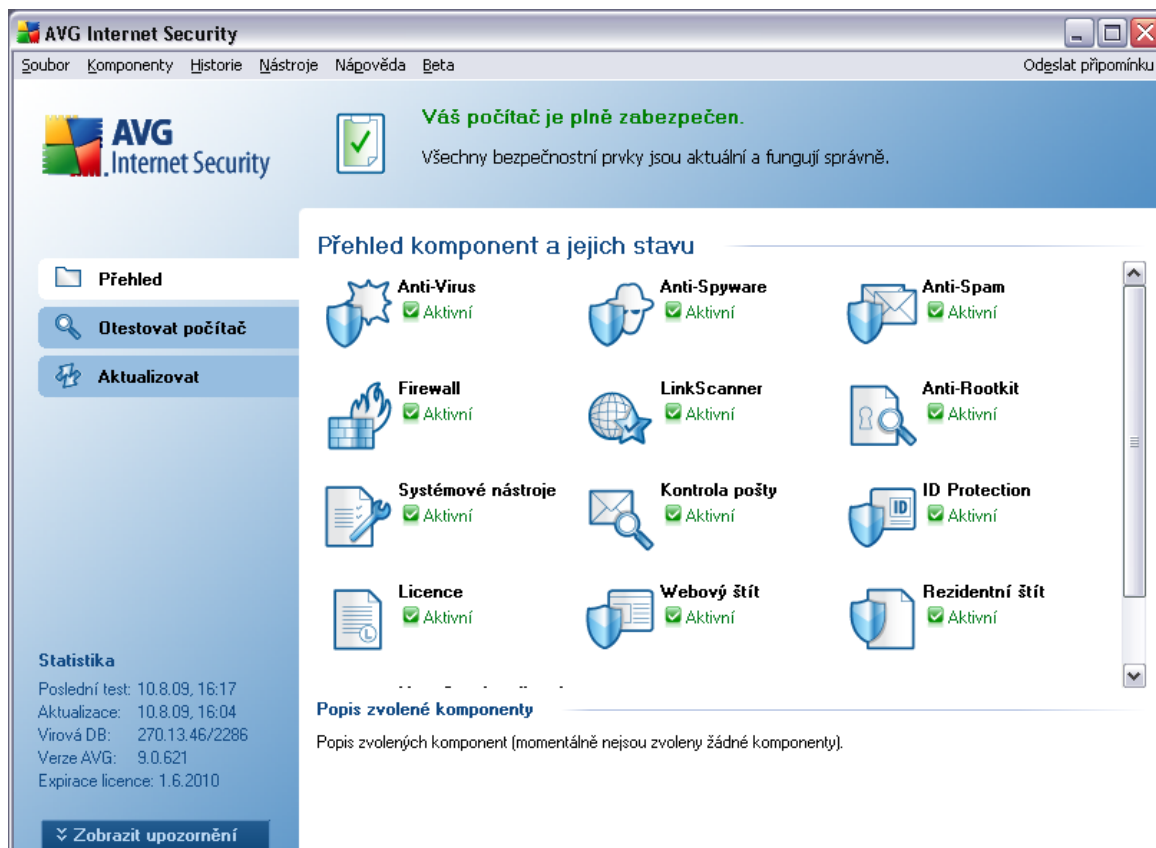 AVG Internet Security
Soubor Komponenty Historie Nástroje Nápověda Beta Odeslat připomínku
AVG
Internet Security
Váš počítač je plně zabezpečen.
Všechny bezpečnostní prvky jsou aktuální a fungují správně.
Přehled
Otestovat počítač
Aktualizovat
Přehled komponent a jejich stavu
Anti-Virus
Aktivní
Anti-Spyware
Aktivní
Anti-Spam
Aktivní
Firewall
Aktivní
LinkScanner
Aktivní
Anti-Rootkit
Aktivní
Systémové nástroje
Aktivní
Kontrola pošty
Aktivní
ID
ID Protection
Aktivní
L
Licence
Aktivní
Webový štít
Aktivní
Rezidentní štít
Aktivní
Popis zvolené komponenty
Popis zvolených komponent (momentálně nejsou zvoleny žádné komponenty).
Statistika
Poslední test: 10.8.09, 16:17
Aktualizace: 10.8.09, 16:04
Virová DB: 270.13.46/2286
Verze AVG: 9.0.621
Expirace licence: 1.6.2010
Zobrazit upozornění